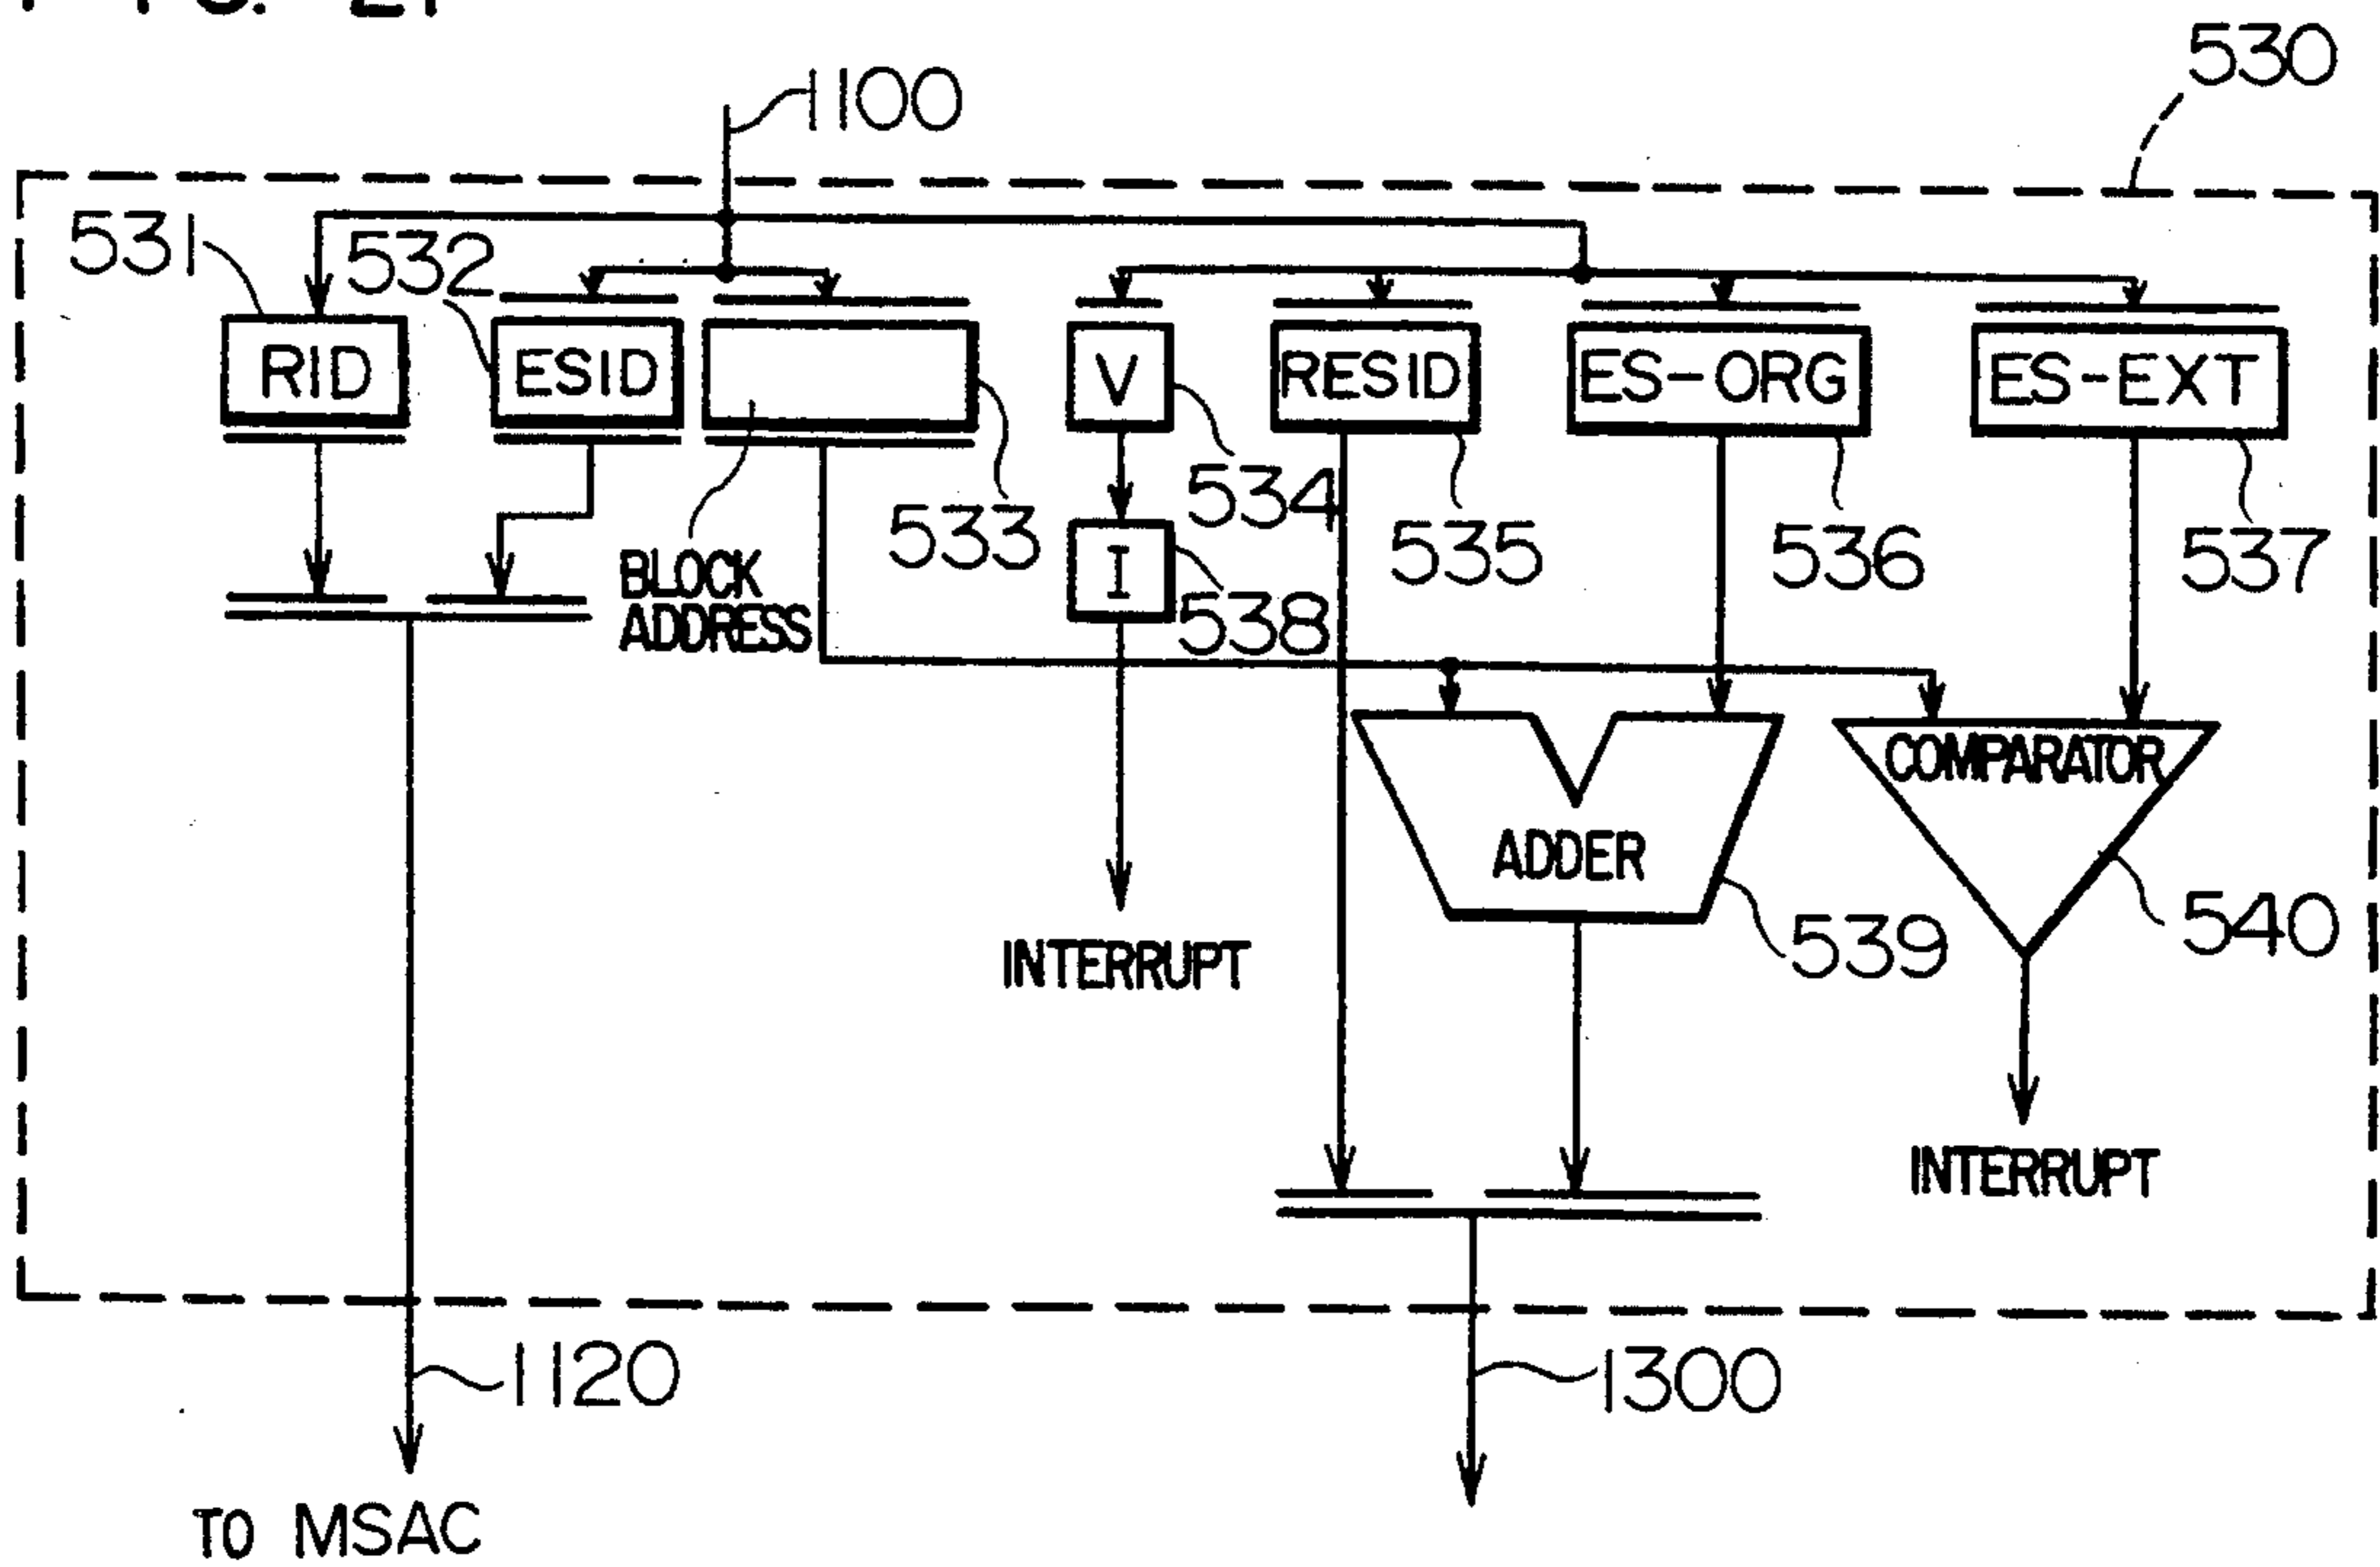 530
1100
531
532
RID
ESID
V
RESID
ES-ORG
ES-EXT
533
534
535
536
537
BLOCK
ADDRESS
I
538
COMPARATOR
ADDER
539
540
INTERRUPT
INTERRUPT
1120
1300
TO MSAC